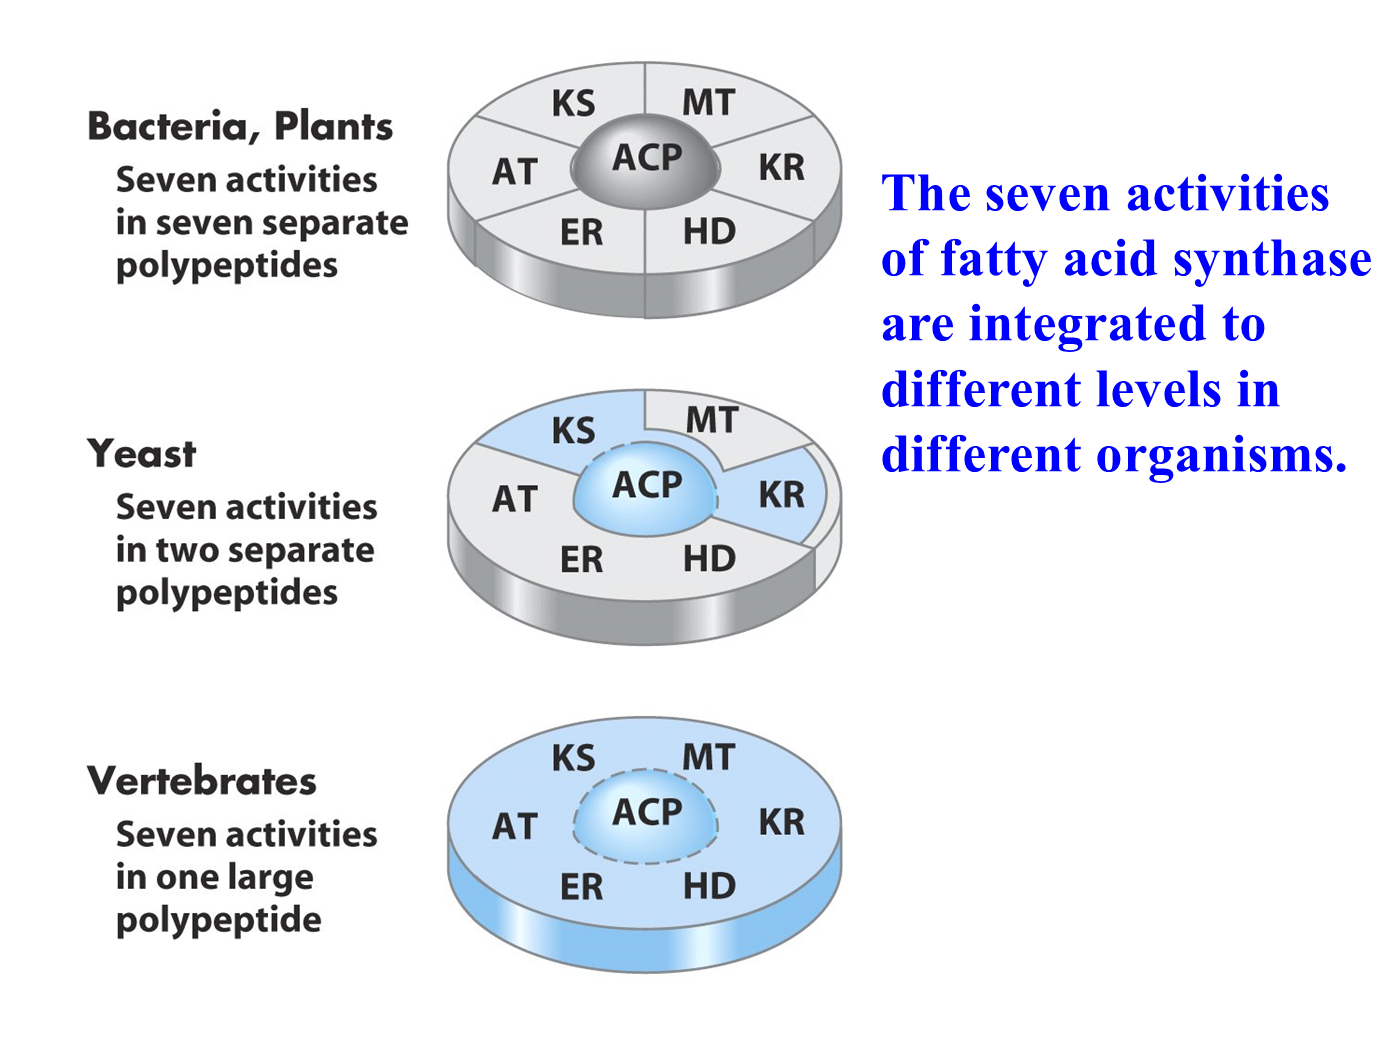 Bacteria, Plants
Seven activities
in seven separate
polypeptides
KS MT
AT ACP KR
ER HD
The seven activities
of fatty acid synthase
are integrated to
different levels in
different organisms.
Yeast
Seven activities
in two separate
polypeptides
KS MT
AT ACP KR
ER HD
Vertebrates
Seven activities
in one large
polypeptide
KS MT
AT ACP KR
ER HD